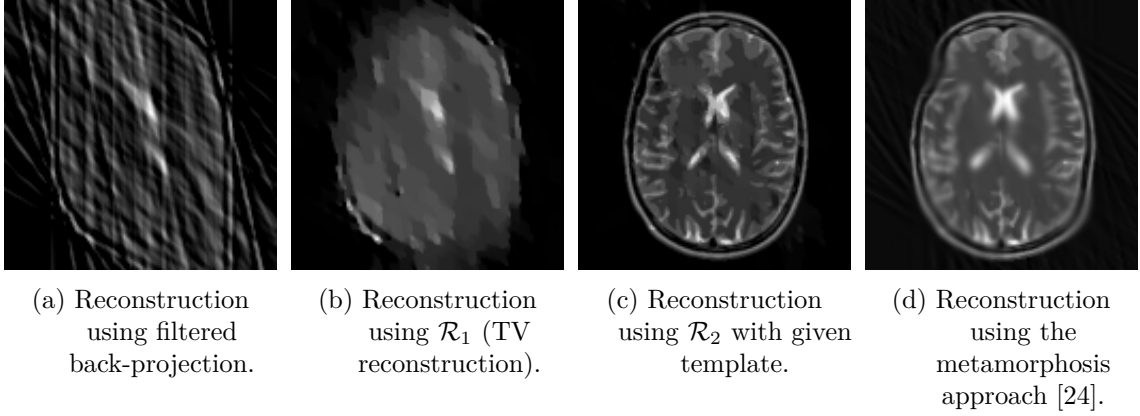 (a) Reconstruction
using filtered
back-projection.
(b) Reconstruction
using R₁ (TV
reconstruction).
(c) Reconstruction
using R₂ with given
template.
(d) Reconstruction
using the
metamorphosis
approach [24].